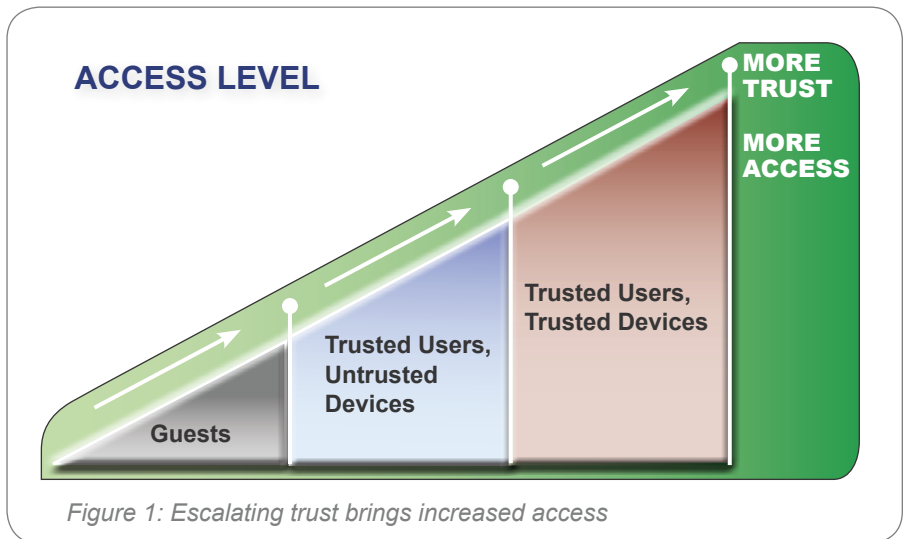 ACCESS LEVEL
MORE
TRUST
MORE
ACCESS
Trusted Users,
Trusted Devices
Trusted Users,
Untrusted
Devices
Guests
Figure 1: Escalating trust brings increased access